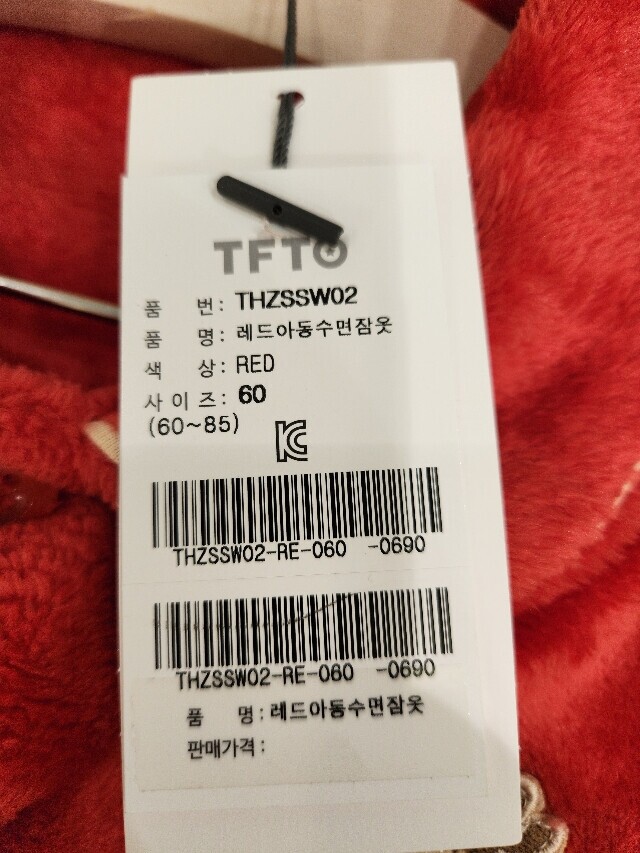 TFTO
품 번: THZSSW02
품 명: 레드아동수면잠옷
색 상: RED
사 이 즈: 60
(60~85)
THZSSW02-RE-060 -0690
THZSSW02-RE-060 -0690
품 명: 레드아동수면잠옷
판매가격: